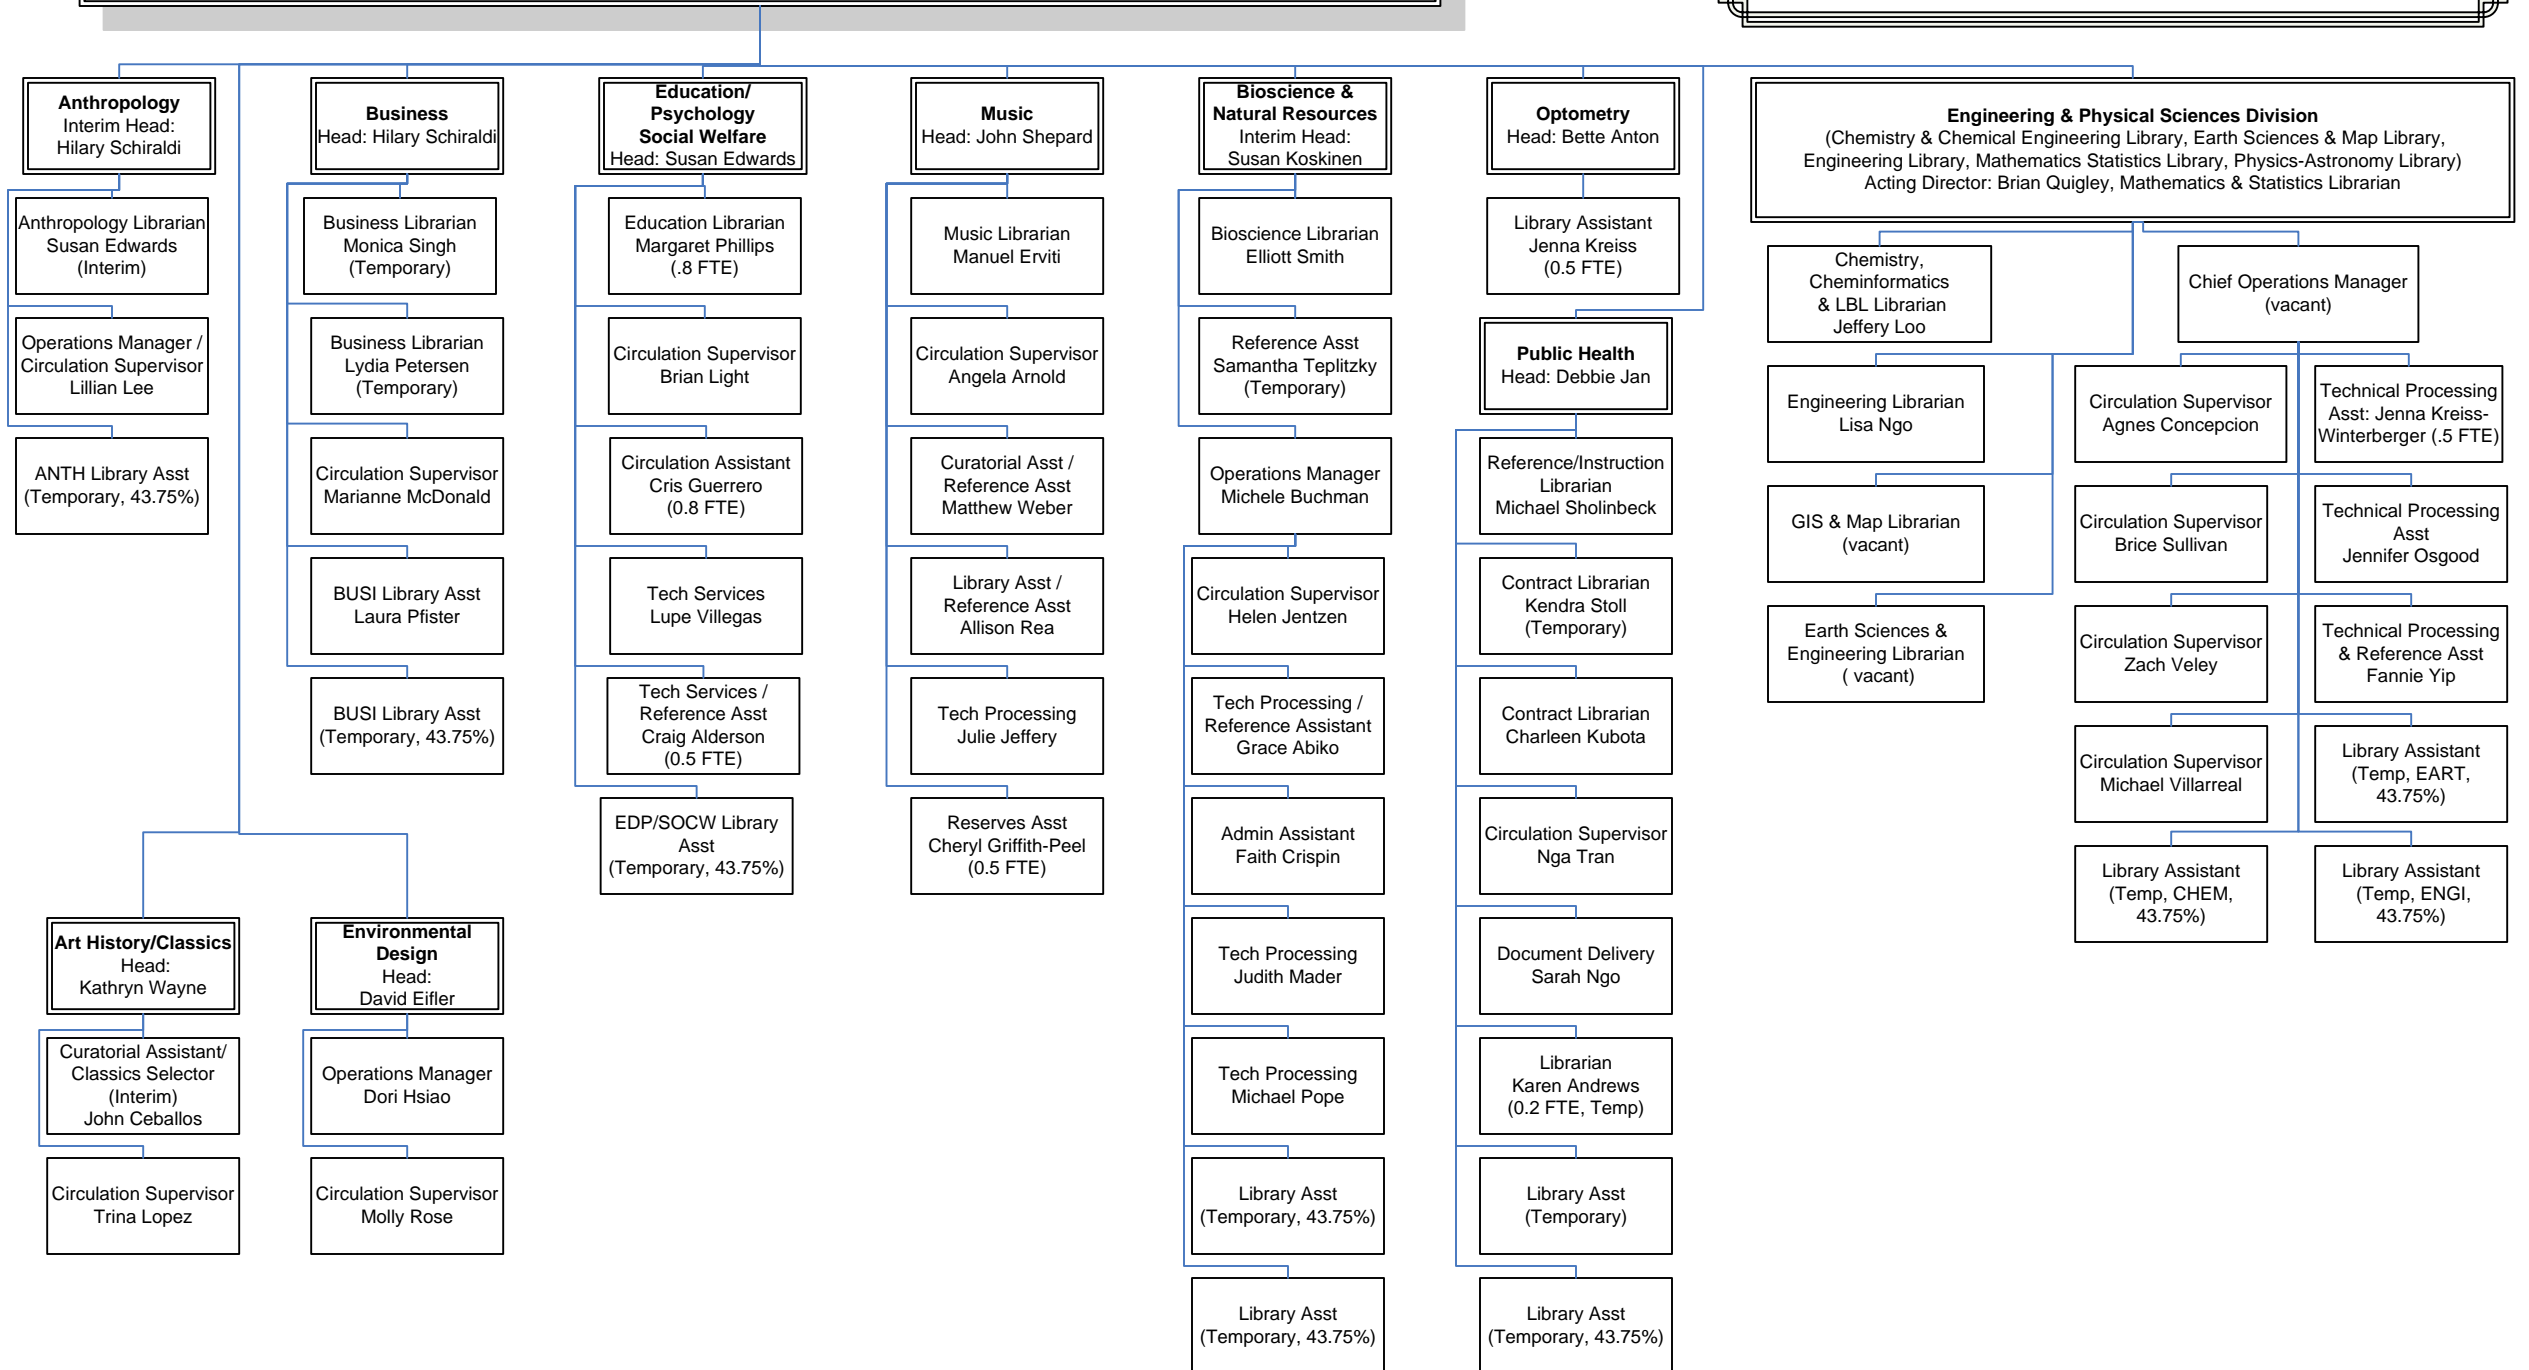 Anthropology
Interim Head:
Hilary Schiraldi
Anthropology Librarian
Susan Edwards
(Interim)
Operations Manager /
Circulation Supervisor
Lillian Lee
ANTH Library Asst
(Temporary, 43.75%)
Business
Head: Hilary Schiraldi
Business Librarian
Monica Singh
(Temporary)
Business Librarian
Lydia Petersen
(Temporary)
Circulation Supervisor
Marianne McDonald
BUSI Library Asst
Laura Pfister
BUSI Library Asst
(Temporary, 43.75%)
Education/
Psychology
Social Welfare
Head: Susan Edwards
Education Librarian
Margaret Phillips
(.8 FTE)
Circulation Supervisor
Brian Light
Circulation Assistant
Cris Guerrero
(0.8 FTE)
Tech Services
Lupe Villegas
Tech Services /
Reference Asst
Craig Alderson
(0.5 FTE)
EDP/SOCW Library
Asst
(Temporary, 43.75%)
Music
Head: John Shepard
Music Librarian
Manuel Erviti
Circulation Supervisor
Angela Arnold
Curatorial Asst /
Reference Asst
Matthew Weber
Library Asst /
Reference Asst
Allison Rea
Tech Processing
Julie Jeffery
Reserves Asst
Cheryl Griffith-Peel
(0.5 FTE)
Bioscience &
Natural Resources
Interim Head:
Susan Koskinen
Bioscience Librarian
Elliott Smith
Reference Asst
Samantha Teplitzky
(Temporary)
Operations Manager
Michele Buchman
Circulation Supervisor
Helen Jentzen
Tech Processing /
Reference Assistant
Grace Abiko
Admin Assistant
Faith Crispin
Tech Processing
Judith Mader
Tech Processing
Michael Pope
Library Asst
(Temporary, 43.75%)
Library Asst
(Temporary, 43.75%)
Optometry
Head: Bette Anton
Library Assistant
Jenna Kreiss
(0.5 FTE)
Public Health
Head: Debbie Jan
Reference/Instruction
Librarian
Michael Sholinbeck
Contract Librarian
Kendra Stoll
(Temporary)
Contract Librarian
Charleen Kubota
Circulation Supervisor
Nga Tran
Document Delivery
Sarah Ngo
Librarian
Karen Andrews
(0.2 FTE, Temp)
Library Asst
(Temporary)
Library Asst
(Temporary, 43.75%)
Engineering & Physical Sciences Division
(Chemistry & Chemical Engineering Library, Earth Sciences & Map Library,
Engineering Library, Mathematics Statistics Library, Physics-Astronomy Library)
Acting Director: Brian Quigley, Mathematics & Statistics Librarian
Chemistry,
Cheminformatics
& LBL Librarian
Jeffery Loo
Engineering Librarian
Lisa Ngo
GIS & Map Librarian
(vacant)
Earth Sciences &
Engineering Librarian
( vacant)
Chief Operations Manager
(vacant)
Circulation Supervisor
Agnes Concepcion
Circulation Supervisor
Brice Sullivan
Circulation Supervisor
Zach Veley
Circulation Supervisor
Michael Villarreal
Library Assistant
(Temp, CHEM,
43.75%)
Technical Processing
Asst: Jenna Kreiss-
Winterberger (.5 FTE)
Technical Processing
Asst
Jennifer Osgood
Technical Processing
& Reference Asst
Fannie Yip
Library Assistant
(Temp, EART,
43.75%)
Library Assistant
(Temp, ENGI,
43.75%)
Art History/Classics
Head:
Kathryn Wayne
Curatorial Assistant/
Classics Selector
(Interim)
John Ceballos
Circulation Supervisor
Trina Lopez
Environmental
Design
Head:
David Eifler
Operations Manager
Dori Hsiao
Circulation Supervisor
Molly Rose